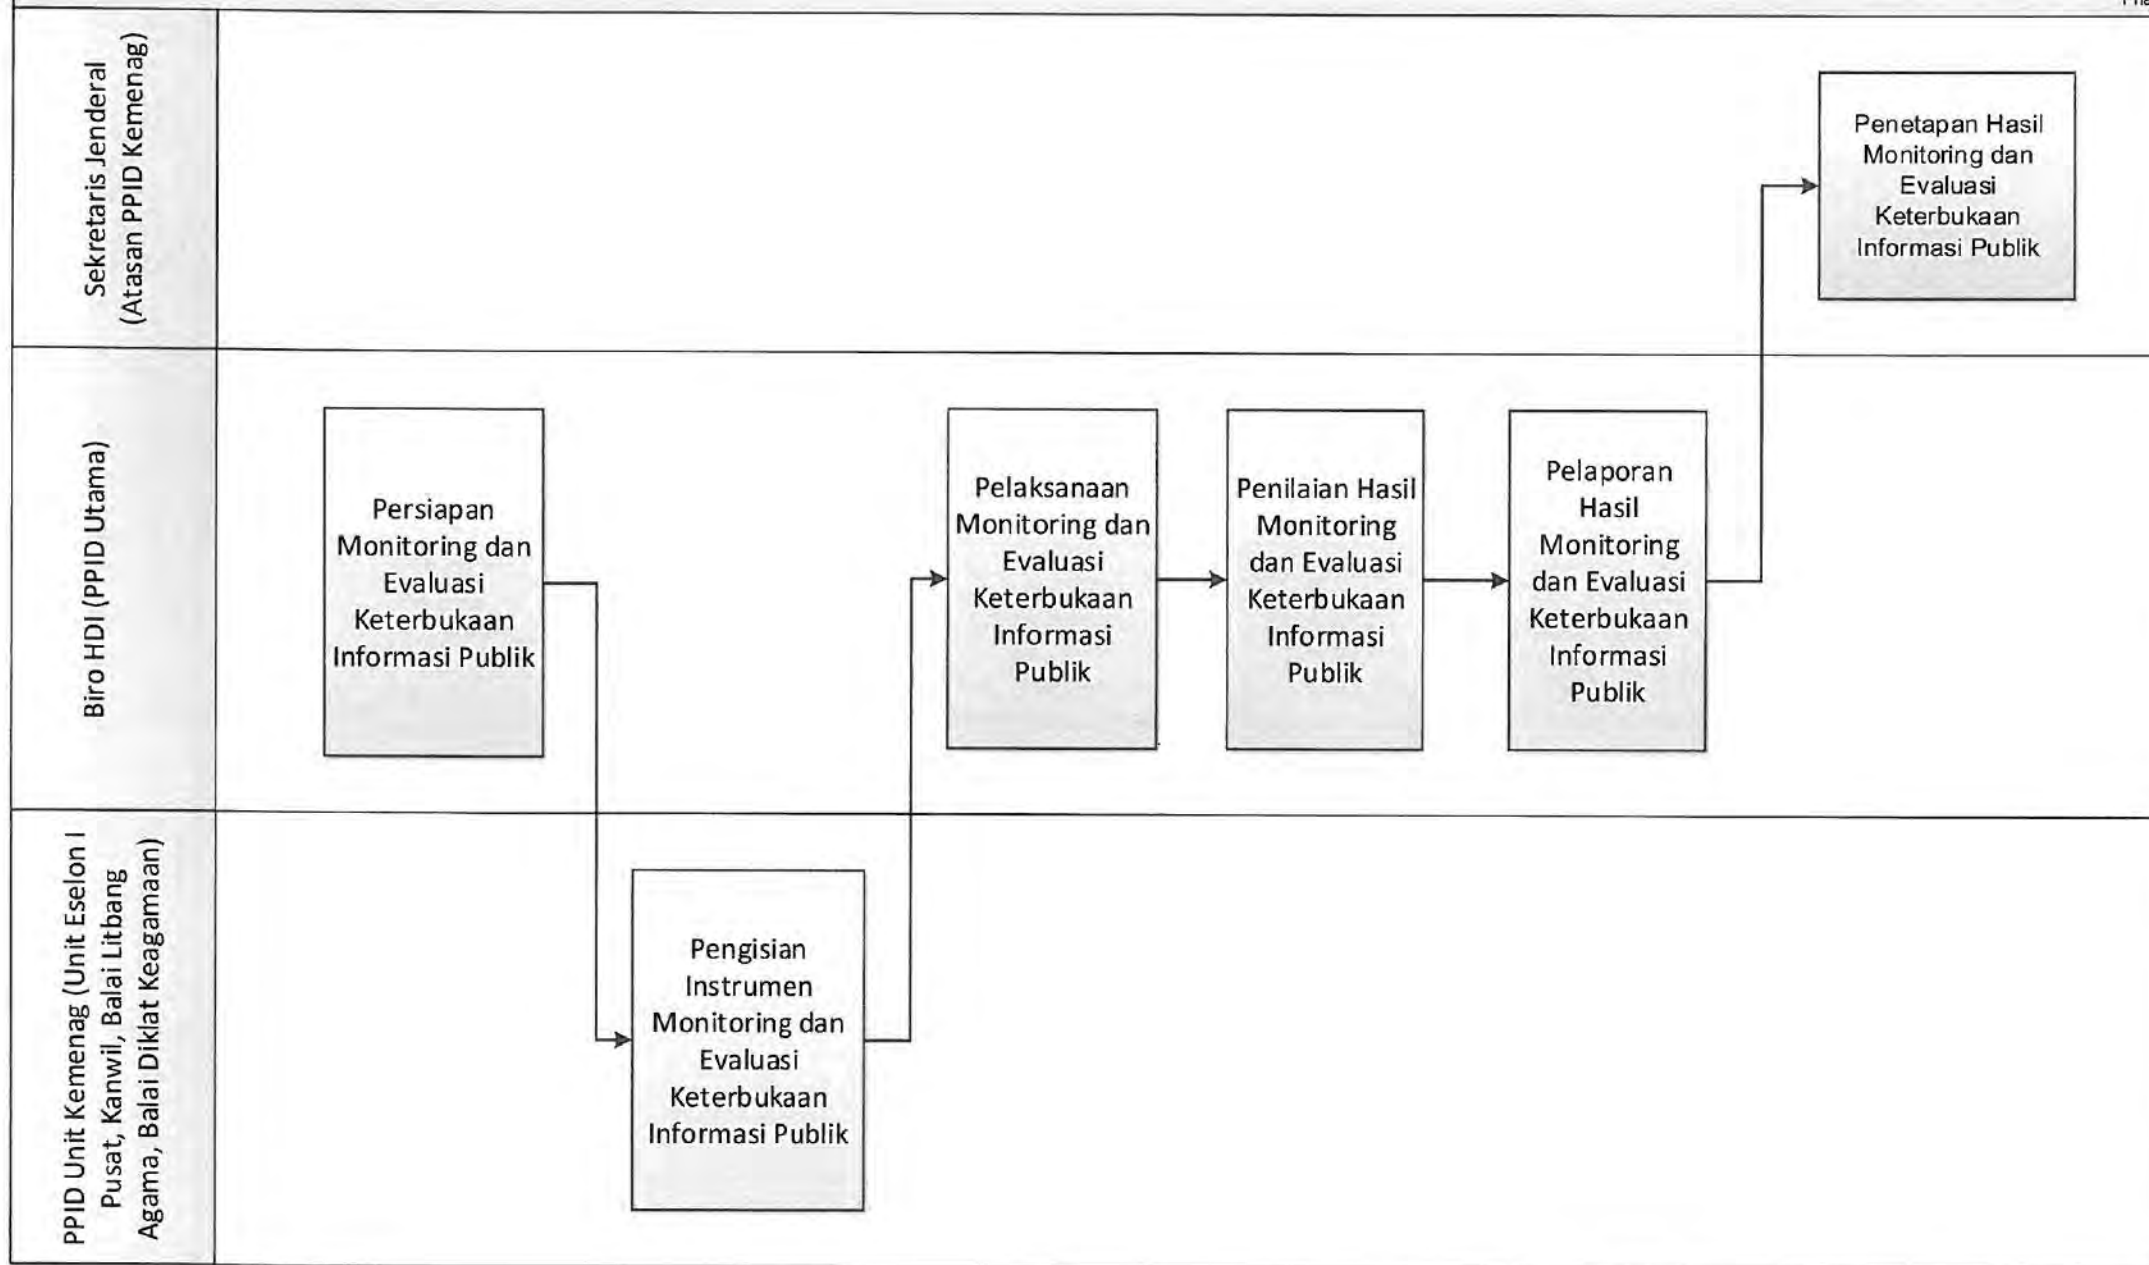 Sekretaris Jenderal
(Atasan PPID Kemenag)
Penetapan Hasil
Monitoring dan
Evaluasi
Keterbukaan
Informasi Publik
Biro HDI (PPID Utama)
Persiapan
Monitoring dan
Evaluasi
Keterbukaan
Informasi Publik
Pelaksanaan
Monitoring dan
Evaluasi
Keterbukaan
Informasi
Publik
Penilaian Hasil
Monitoring
dan Evaluasi
Keterbukaan
Informasi
Publik
Pelaporan
Hasil
Monitoring
dan Evaluasi
Keterbukaan
Informasi
Publik
PPID Unit Kemenag (Unit Eselon I
Pusat, Kanwil, Balai Litbang
Agama, Balai Diklat Keagamaan)
Pengisian
Instrumen
Monitoring dan
Evaluasi
Keterbukaan
Informasi Publik